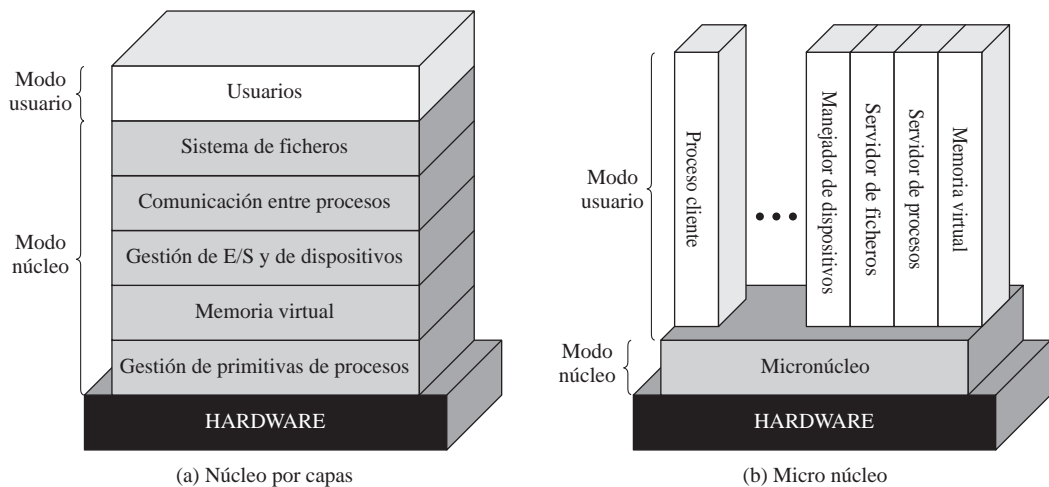 Modo
usuario
Usuarios
Sistema de ficheros
Comunicación entre procesos
Modo
núcleo
Gestión de E/S y de dispositivos
Memoria virtual
Gestión de primitivas de procesos
HARDWARE
(a) Núcleo por capas
Modo
usuario
Proceso cliente
Manejador de dispositivos
Servidor de ficheros
Servidor de procesos
Memoria virtual
Modo
núcleo
Micronúcleo
HARDWARE
(b) Micro núcleo